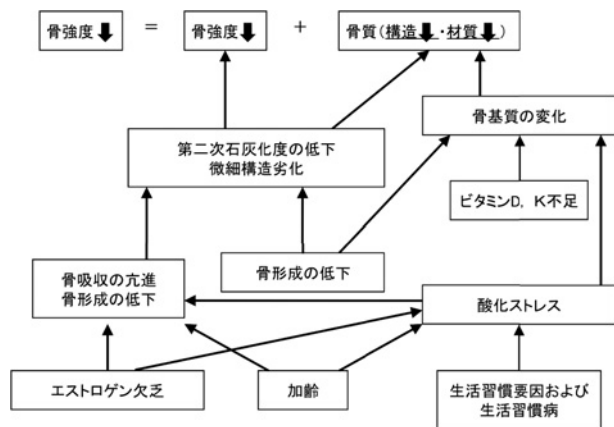 骨強度⬇ = 骨強度⬇ + 骨質(構造⬇・材質⬇)
骨基質の変化
第二次石灰化度の低下
微細構造劣化
ビタミンD, K不足
骨形成の低下
骨吸収の亢進
骨形成の低下
酸化ストレス
エストロゲン欠乏
加齢
生活習慣要因および
生活習慣病